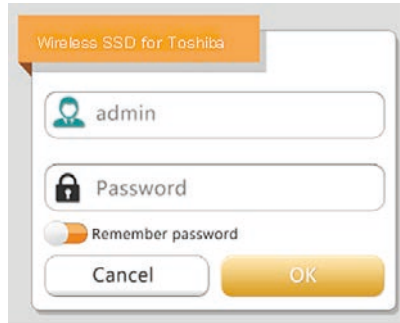 Wireless SSD for Toshiba
admin
Password
Remember password
Cancel OK